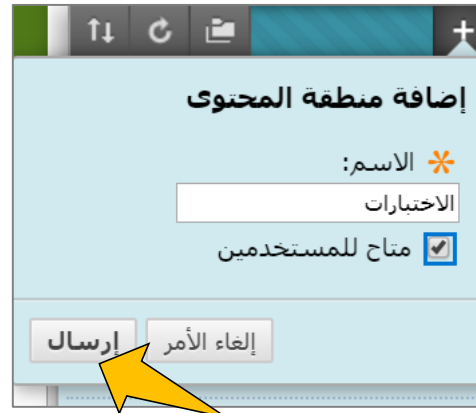 إضافة منطقة المحتوى
الاسم:
الاختبارات
متاح للمستخدمين
إلغاء الأمر إرسال